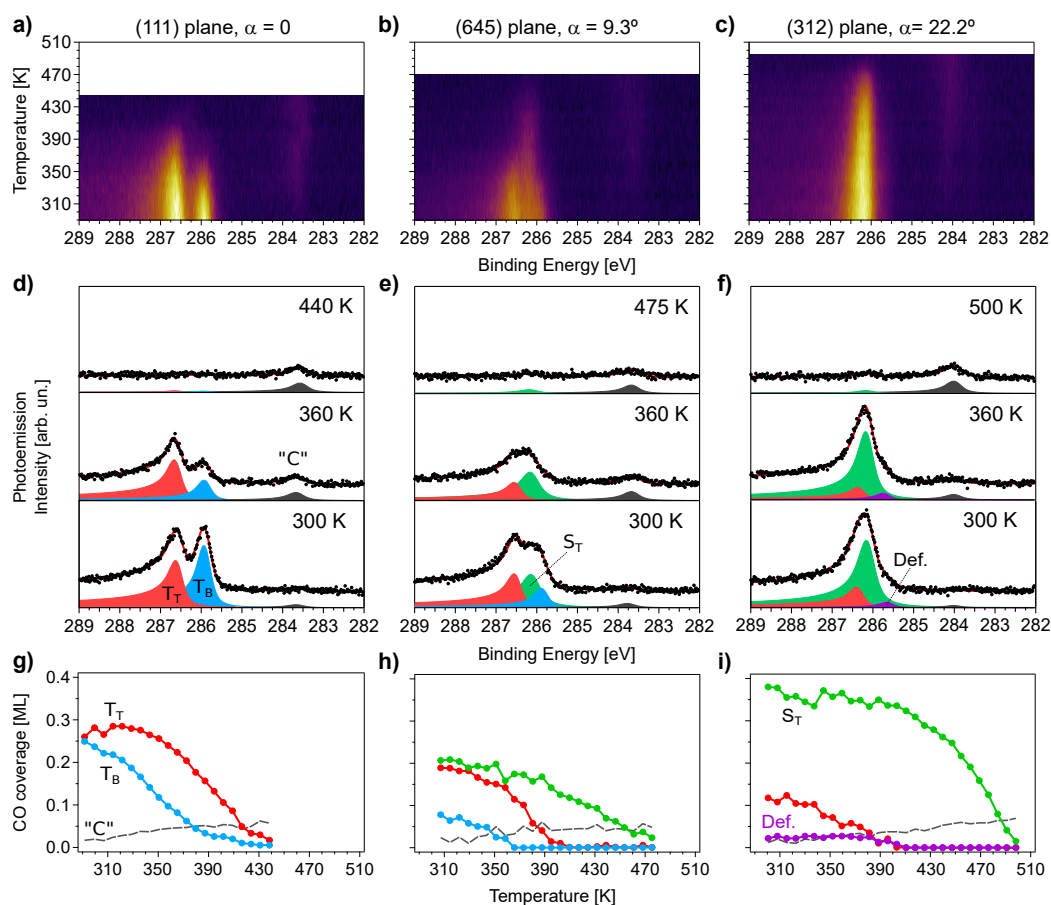 a) (111) plane, α = 0
b) (645) plane, α = 9.3º
c) (312) plane, α= 22.2º
Temperature [K]
510
470
430
390
350
310
289 288 287 286 285 284 283 282
289 288 287 286 285 284 283 282
289 288 287 286 285 284 283 282
Binding Energy [eV]
d) e) f)
Photoemission
Intensity [arb. un.]
440 K 475 K 500 K
360 K 360 K 360 K
"C"
300 K 300 K 300 K
TT TB
ST
Def.
289 288 287 286 285 284 283 282
289 288 287 286 285 284 283 282
289 288 287 286 285 284 283 282
Binding Energy [eV]
g) h) i)
CO coverage [ML]
0.4
0.3
0.2
0.1
0.0
TT
TB
"C"
ST
Def.
310 350 390 430 470 510
310 350 390 430 470 510
310 350 390 430 470 510
Temperature [K]